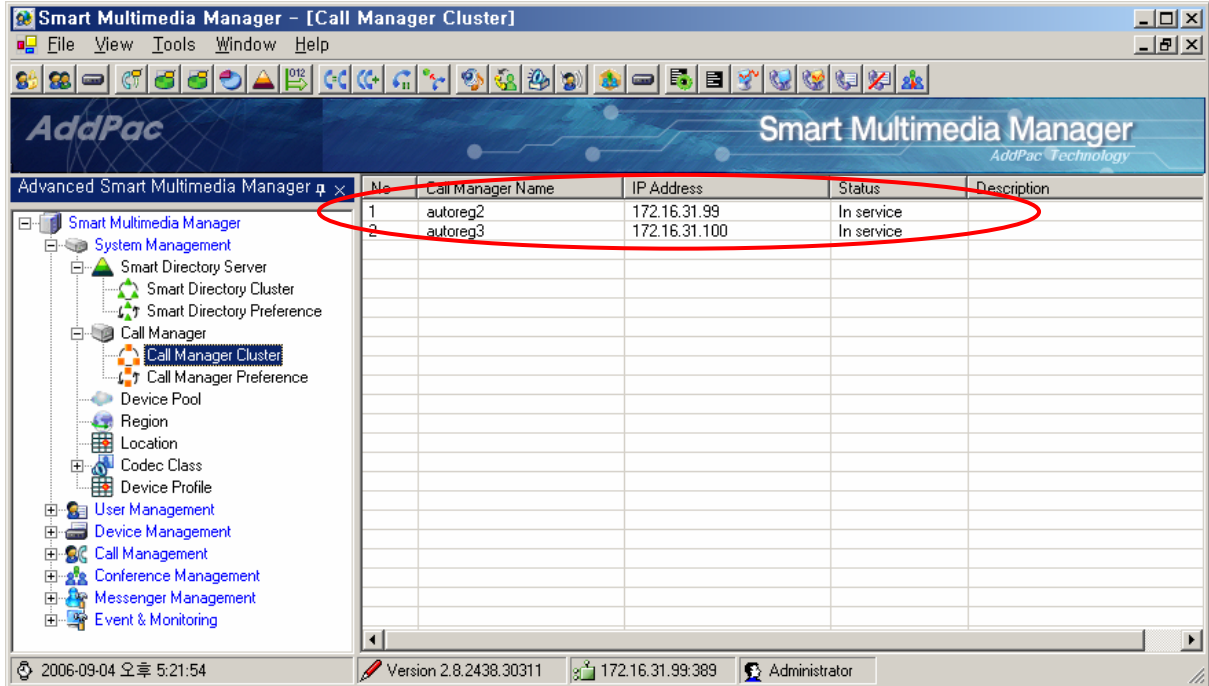 Smart Multimedia Manager - [Call Manager Cluster]
File View Tools Window Help
012
AddPac
Smart Multimedia Manager
AddPac Technology
Advanced Smart Multimedia Manager
No Call Manager Name IP Address Status Description
1 autoreg2 172.16.31.99 In service
2 autoreg3 172.16.31.100 In service
Smart Multimedia Manager
System Management
Smart Directory Server
Smart Directory Cluster
Smart Directory Preference
Call Manager
Call Manager Cluster
Call Manager Preference
Device Pool
Region
Location
Codec Class
Device Profile
User Management
Device Management
Call Management
Conference Management
Messenger Management
Event & Monitoring
2006-09-04 오후 5:21:54 Version 2.8.2438.30311 172.16.31.99:389 Administrator